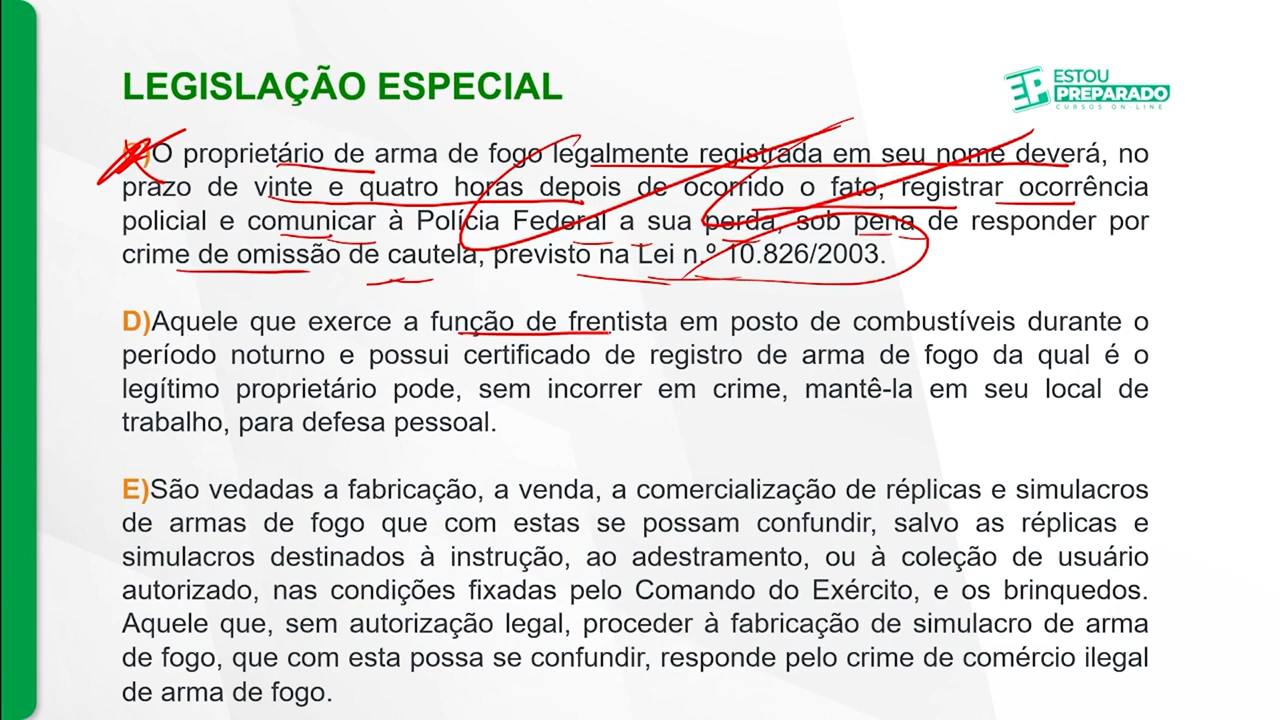 LEGISLAÇÃO ESPECIAL
ESTOU
PREPARADO
CURSOS ON-LINE
O proprietário de arma de fogo legalmente registrada em seu nome deverá, no
prazo de vinte e quatro horas depois de ocorrido o fato, registrar ocorrência
policial e comunicar à Polícia Federal a sua perda, sob pena de responder por
crime de omissão de cautela, previsto na Lei n.º 10.826/2003.
D)Aquele que exerce a função de frentista em posto de combustíveis durante o
período noturno e possui certificado de registro de arma de fogo da qual é o
legítimo proprietário pode, sem incorrer em crime, mantê-la em seu local de
trabalho, para defesa pessoal.
E)São vedadas a fabricação, a venda, a comercialização de réplicas e simulacros
de armas de fogo que com estas se possam confundir, salvo as réplicas e
simulacros destinados à instrução, ao adestramento, ou à coleção de usuário
autorizado, nas condições fixadas pelo Comando do Exército, e os brinquedos.
Aquele que, sem autorização legal, proceder à fabricação de simulacro de arma
de fogo, que com esta possa se confundir, responde pelo crime de comércio ilegal
de arma de fogo.